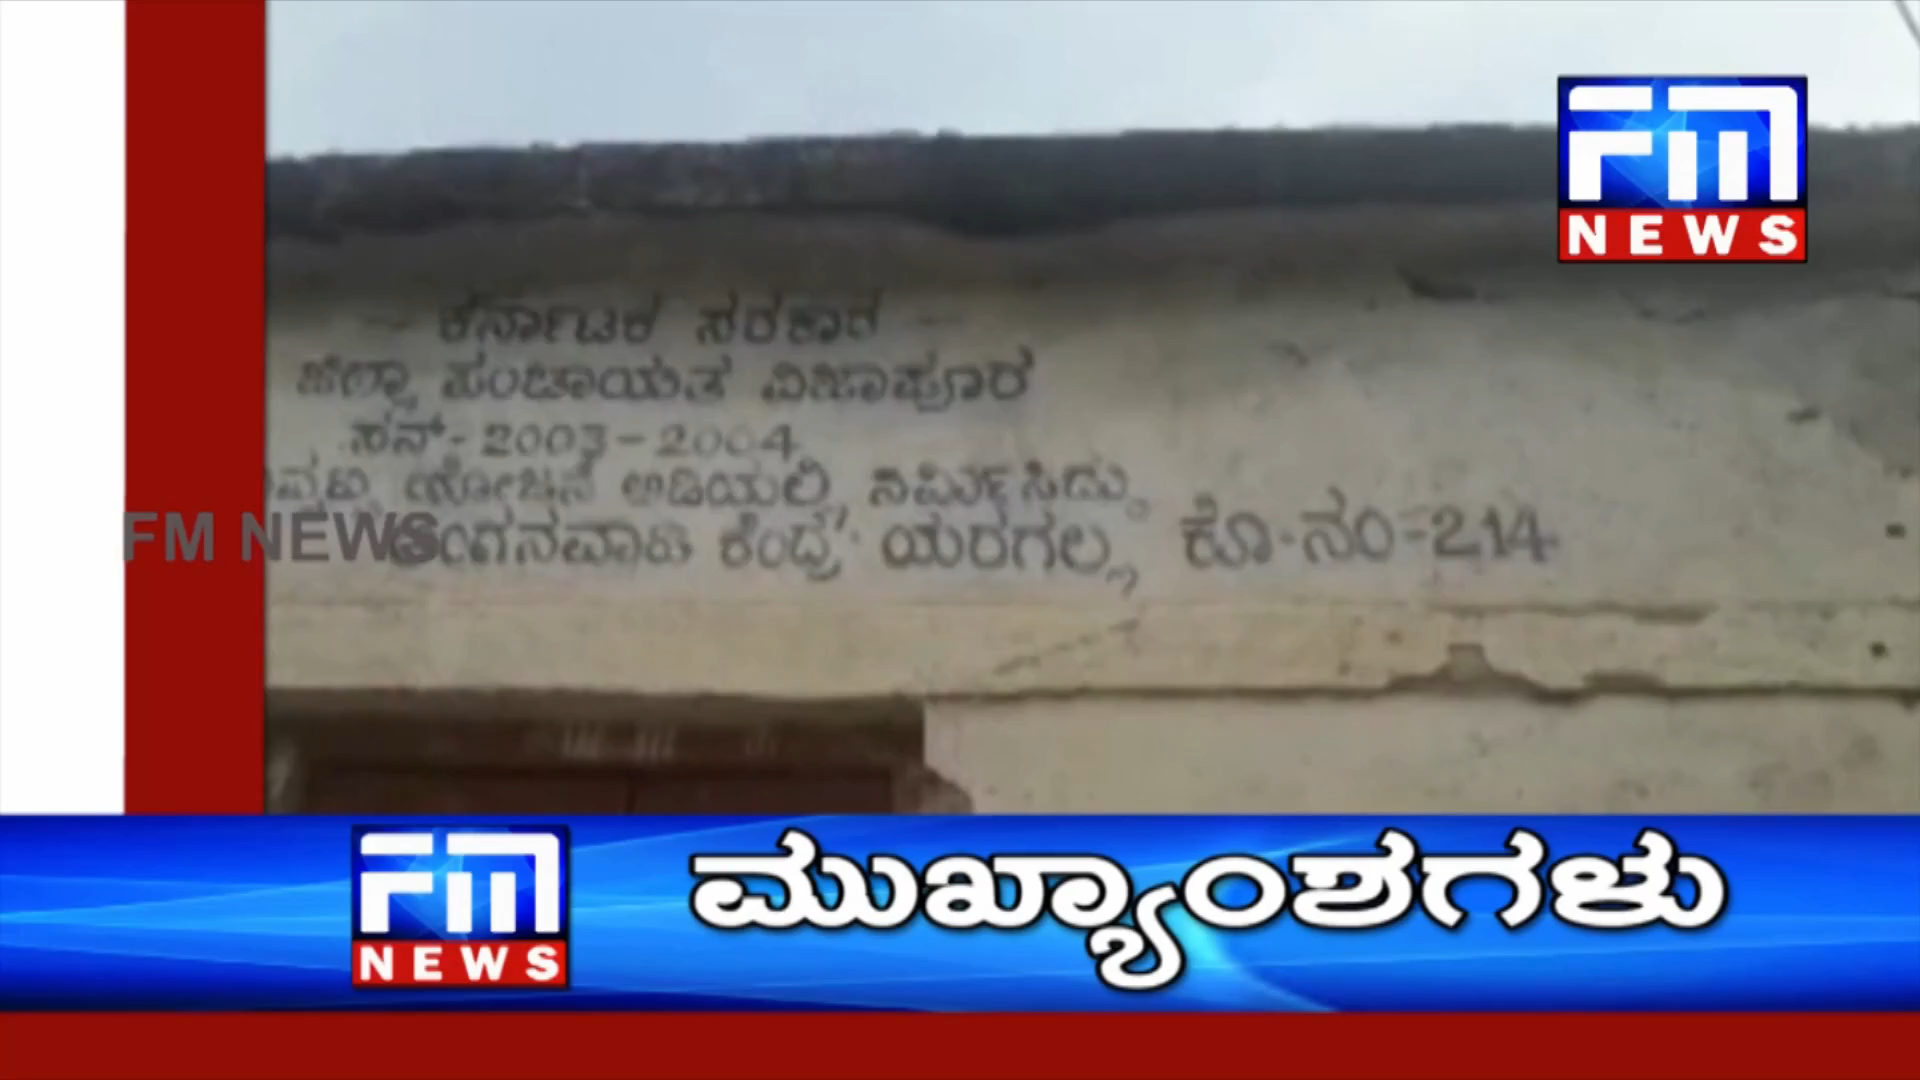 FM
NEWS
ಕರ್ನಾಟಕ ಸರಕಾರ
ಜಿಲ್ಲಾ ಪಂಚಾಯತ ವಿಜಾಪೂರ
ಸನ್-2003-2004
ಯೋಜನೆ ಅಡಿಯಲ್ಲಿ ನಿರ್ಮಿಸಿದ್ದು
ಅಂಗನವಾಡಿ ಕೇಂದ್ರ ಯರಗಲ್ಲ ಕೊ.ನಂ-214
FM NEWS
FM
NEWS
ಮುಖ್ಯಾಂಶಗಳು